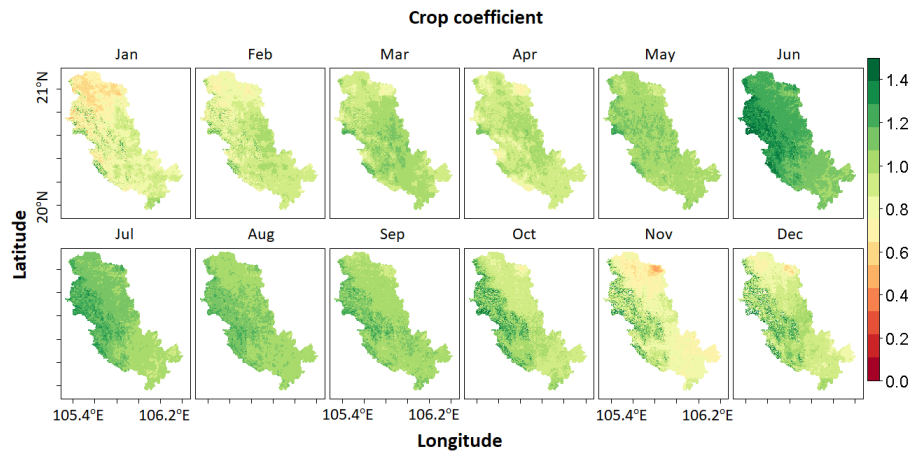 Crop coefficient
Jan Feb Mar Apr May Jun
21°N
20°N
1.4
1.2
1.0
0.8
0.6
0.4
0.2
0.0
Latitude
Jul Aug Sep Oct Nov Dec
105.4°E 106.2°E 105.4°E 106.2°E 105.4°E 106.2°E
Longitude